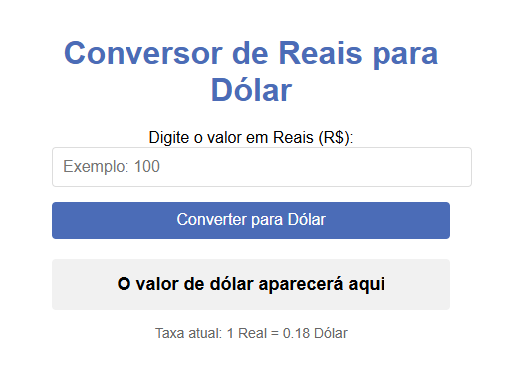 Conversor de Reais para
Dólar
Digite o valor em Reais (R$):
Exemplo: 100
Converter para Dólar
O valor de dólar aparecerá aqui
Taxa atual: 1 Real = 0.18 Dólar